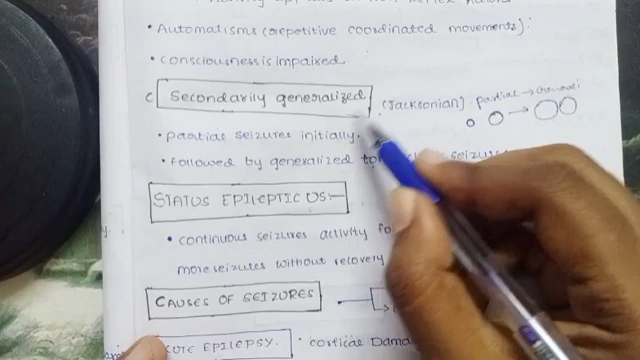 • Automatisms (repetitive coordinated movements):
• consciousness is impaired.
c Secondarily generalized (Jacksonian). partial →
• partial seizures initially.
• followed by generalized
STATUS EPILEPTICUS:-
• continuous seizures activity fo
more seizures without recovery
CAUSES OF SEIZURES
EPILEPSY. • cortical Dama